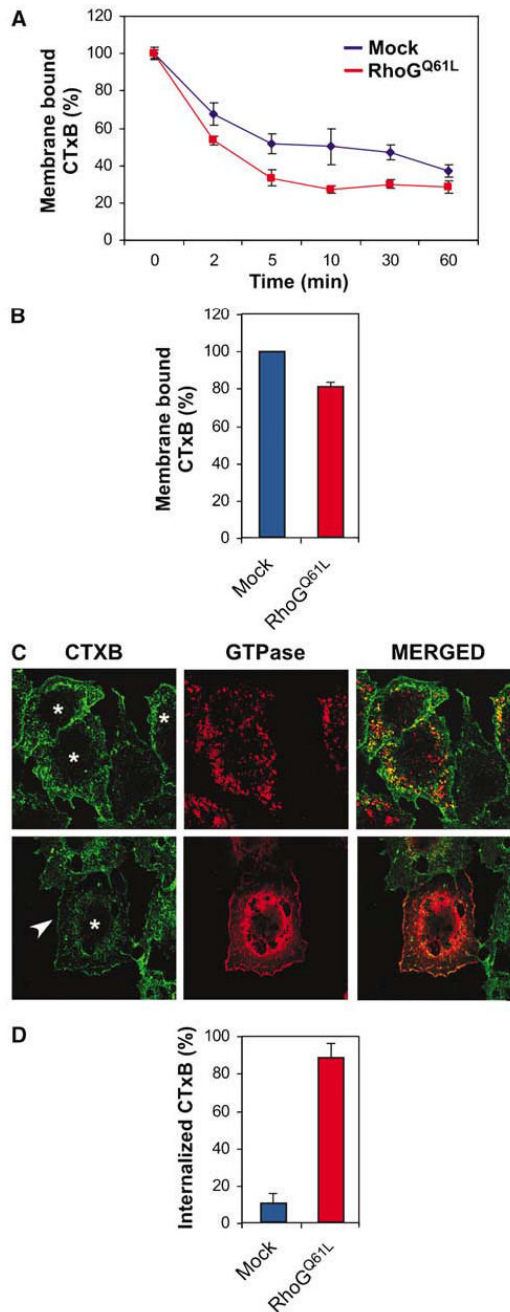 A
Membrane bound
CTxB (%)
120
100
80
60
40
20
0
Mock
RhoG^Q61L
0 2 5 10 30 60
Time (min)
B
Membrane bound
CTxB (%)
120
100
80
60
40
20
0
Mock
RhoG^Q61L
C
CTXB GTPase MERGED
* * *
*
D
Internalized CTxB (%)
100
80
60
40
20
0
Mock
RhoG^Q61L